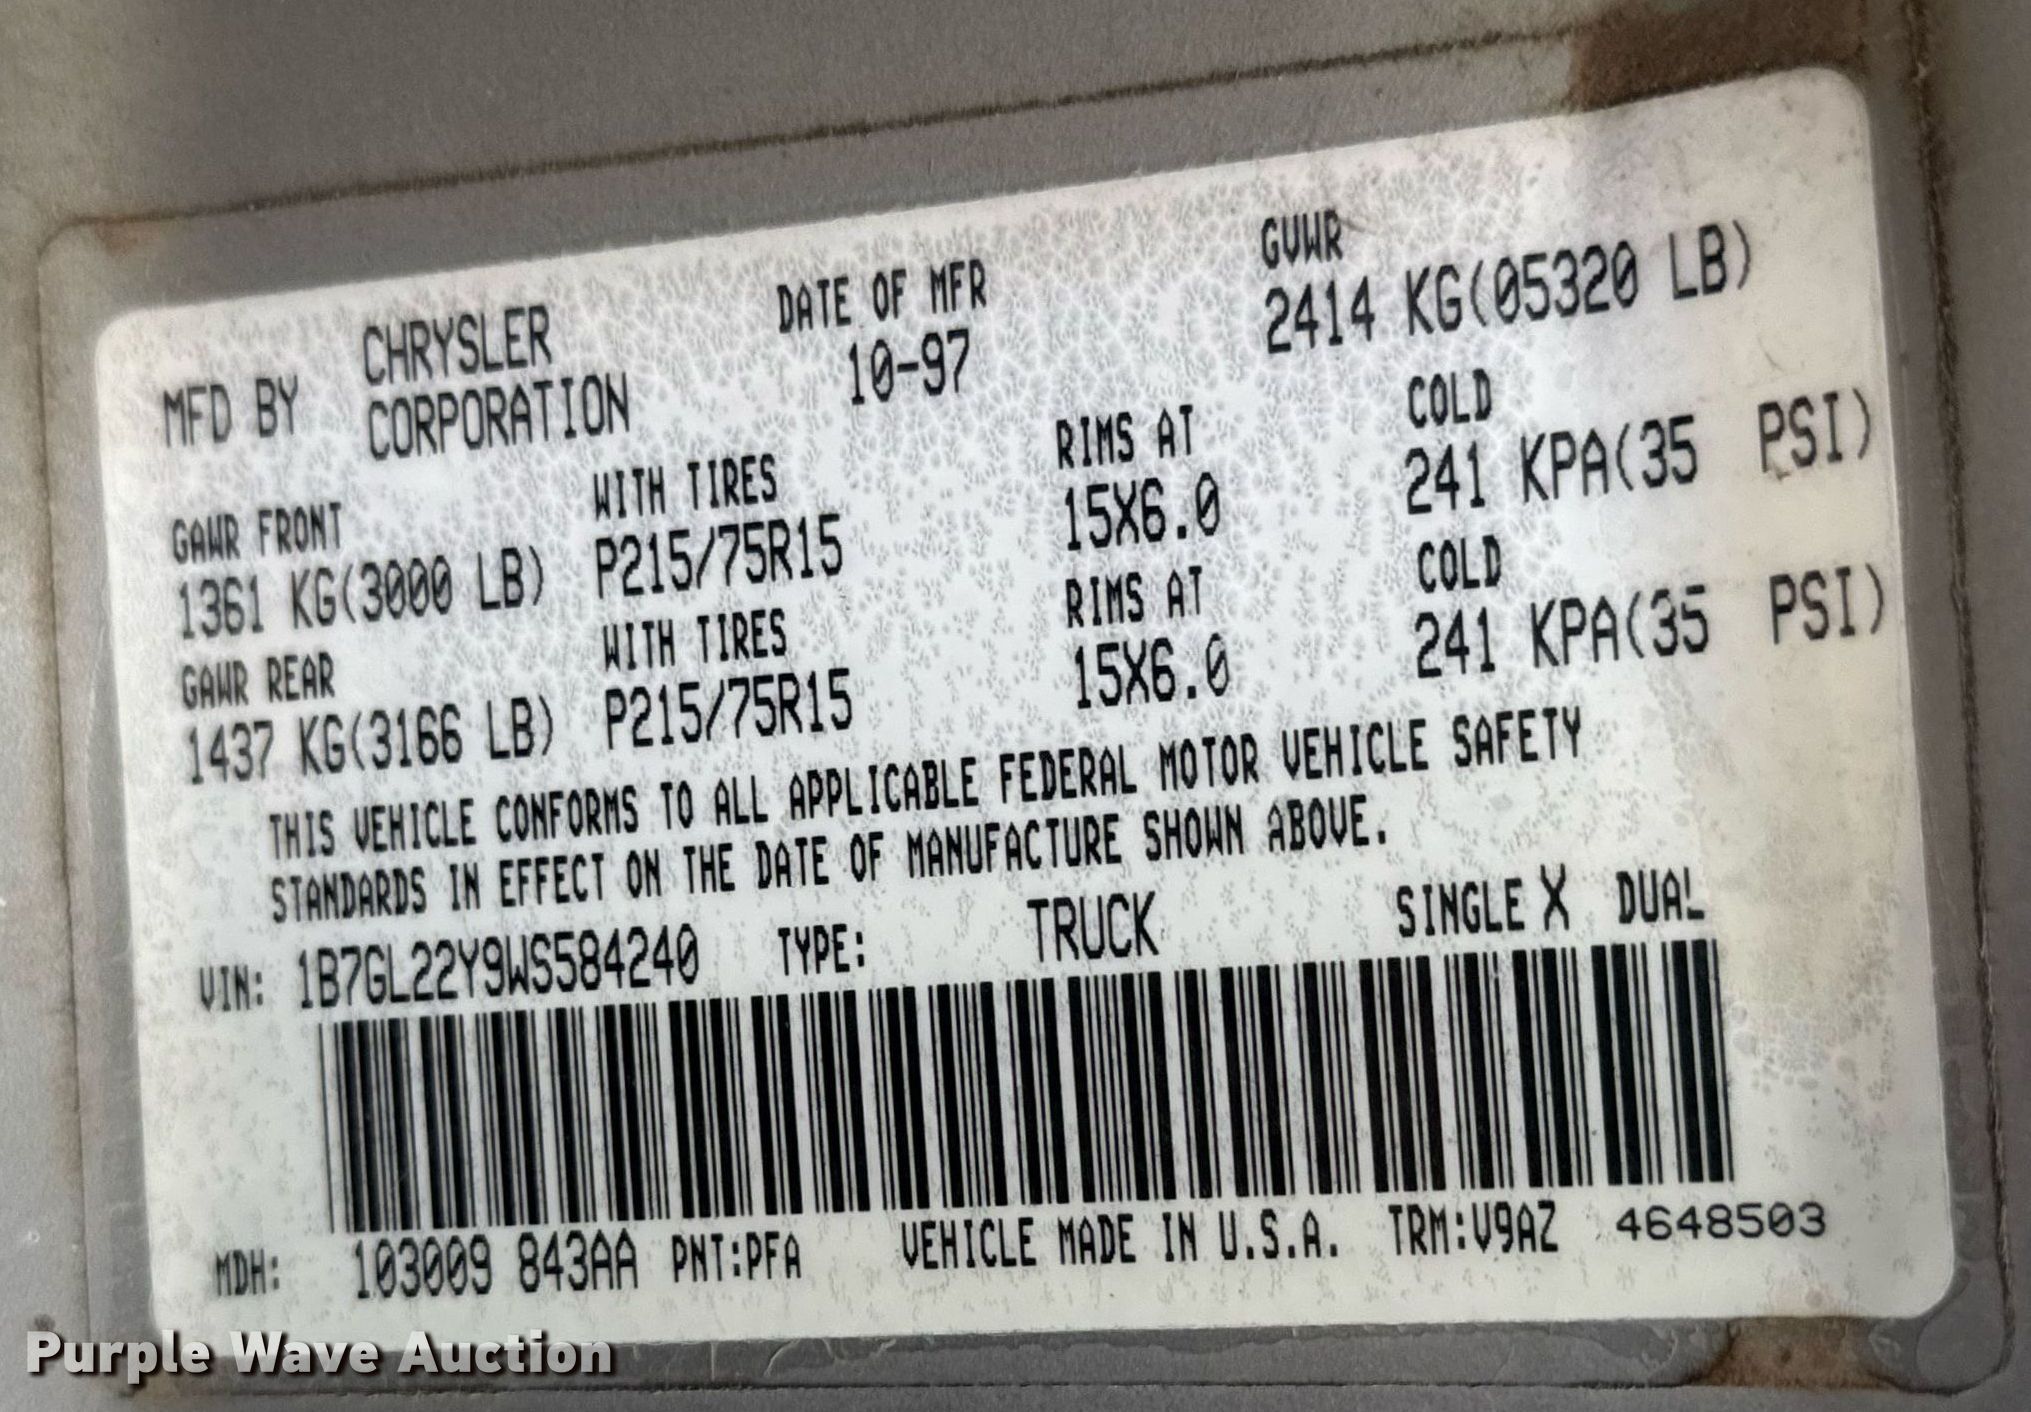 MFD BY CHRYSLER CORPORATION
DATE OF MFR
10-97
GVWR
2414 KG(05320 LB)
GAWR FRONT WITH TIRES RIMS AT COLD
1361 KG(3000 LB) P215/75R15 15X6.0 241 KPA(35 PSI)
GAWR REAR WITH TIRES RIMS AT COLD
1437 KG(3166 LB) P215/75R15 15X6.0 241 KPA(35 PSI)
THIS VEHICLE CONFORMS TO ALL APPLICABLE FEDERAL MOTOR VEHICLE SAFETY
STANDARDS IN EFFECT ON THE DATE OF MANUFACTURE SHOWN ABOVE.
VIN: 1B7GL22Y9WS584240 TYPE: TRUCK SINGLE X DUAL
MDH: 103009 843AA PNT:PFA VEHICLE MADE IN U.S.A. TRM:V9AZ 4648503
Purple Wave Auction